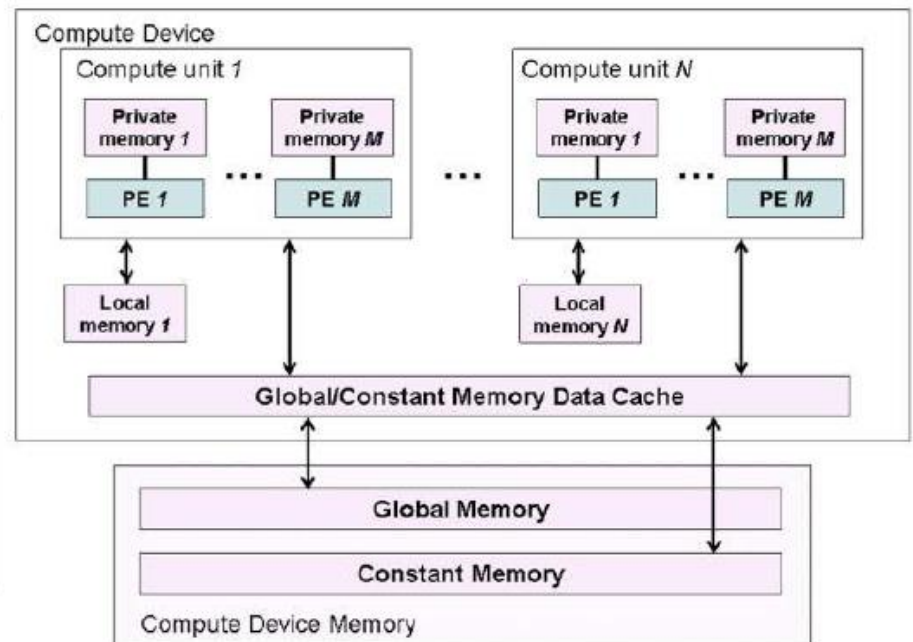 Compute Device
Compute unit 1
Compute unit N
Private
memory 1
Private
memory M
Private
memory 1
Private
memory M
...
...
...
PE 1
PE M
PE 1
PE M
Local
memory 1
Local
memory N
Global/Constant Memory Data Cache
Global Memory
Constant Memory
Compute Device Memory